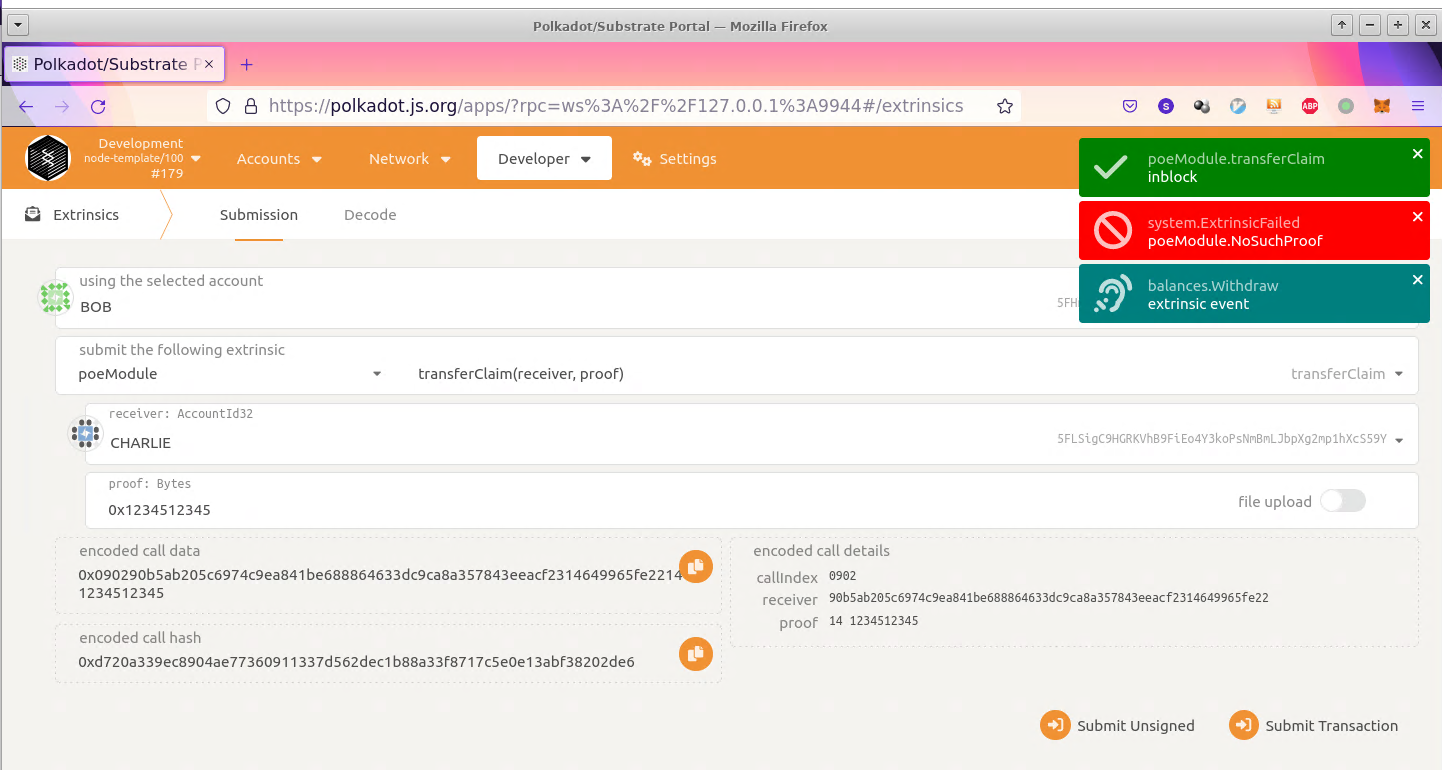 Polkadot/Substrate Portal — Mozilla Firefox
Polkadot/Substrate P
https://polkadot.js.org/apps/?rpc=ws%3A%2F%2F127.0.0.1%3A9944#/extrinsics
S
ABP
Development
node-template/100
#179
Accounts
Network
Developer
Settings
poeModule.transferClaim
inblock
Extrinsics
Submission
Decode
system.ExtrinsicFailed
poeModule.NoSuchProof
balances.Withdraw
extrinsic event
using the selected account
BOB
submit the following extrinsic
poeModule
transferClaim(receiver, proof)
transferClaim
receiver: AccountId32
CHARLIE
5FLSigC9HGRKVhB9FiEo4Y3koPsNmBmLJbpXg2mp1hXcS59Y
proof: Bytes
0x1234512345
file upload
encoded call data
0x090290b5ab205c6974c9ea841be688864633dc9ca8a357843eeacf2314649965fe2214
1234512345
encoded call details
callIndex 0902
receiver 90b5ab205c6974c9ea841be688864633dc9ca8a357843eeacf2314649965fe22
proof 14 1234512345
encoded call hash
0xd720a339ec8904ae77360911337d562dec1b88a33f8717c5e0e13abf38202de6
Submit Unsigned
Submit Transaction